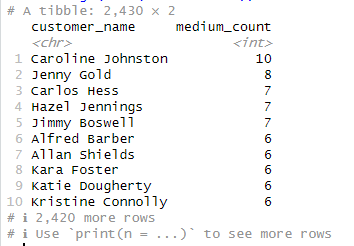 # A tibble: 2,430 × 2
customer_name medium_count
<chr> <int>
1 Caroline Johnston 10
2 Jenny Gold 8
3 Carlos Hess 7
4 Hazel Jennings 7
5 Jimmy Boswell 7
6 Alfred Barber 6
7 Allan Shields 6
8 Kara Foster 6
9 Katie Dougherty 6
10 Kristine Connolly 6
# ℹ 2,420 more rows
# ℹ Use `print(n = ...)` to see more rows